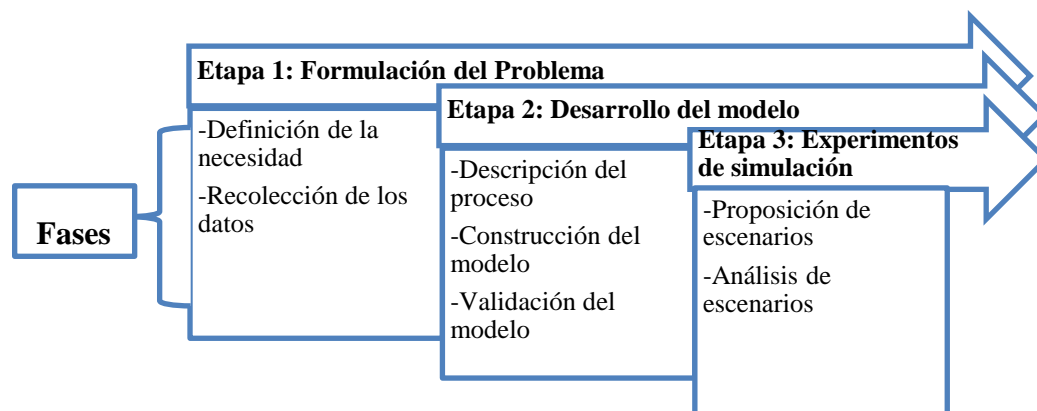 Etapa 1: Formulación del Problema
-Definición de la
necesidad
-Recolección de los
datos
Etapa 2: Desarrollo del modelo
-Descripción del
proceso
-Construcción del
modelo
-Validación del
modelo
Etapa 3: Experimentos
de simulación
-Proposición de
escenarios
-Análisis de
escenarios
Fases